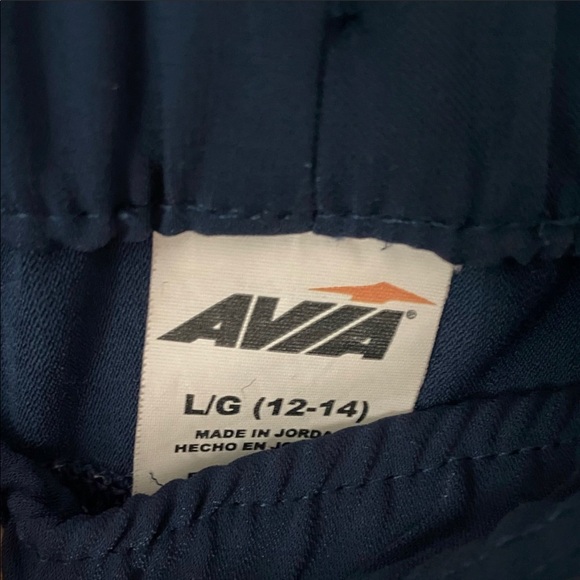 AVIA®
L/G (12-14)
MADE IN
HECHO EN